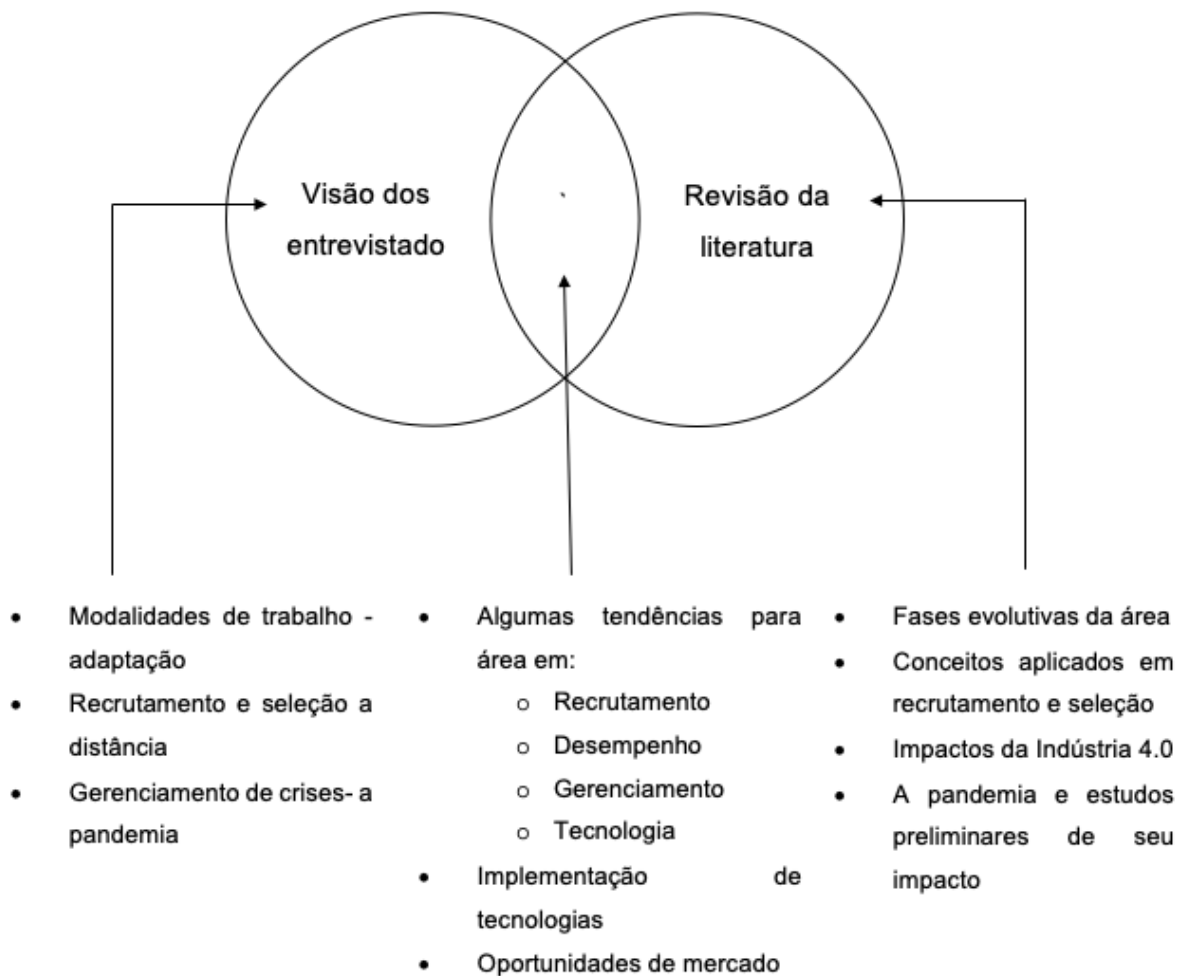 Visão dos
entrevistado
Revisão da
literatura
• Modalidades de trabalho -
adaptação
• Recrutamento e seleção a
distância
• Gerenciamento de crises- a
pandemia
• Algumas tendências para
área em:
o Recrutamento
o Desempenho
o Gerenciamento
o Tecnologia
• Implementação de
tecnologias
• Oportunidades de mercado
• Fases evolutivas da área
• Conceitos aplicados em
recrutamento e seleção
• Impactos da Indústria 4.0
• A pandemia e estudos
preliminares de seu
impacto